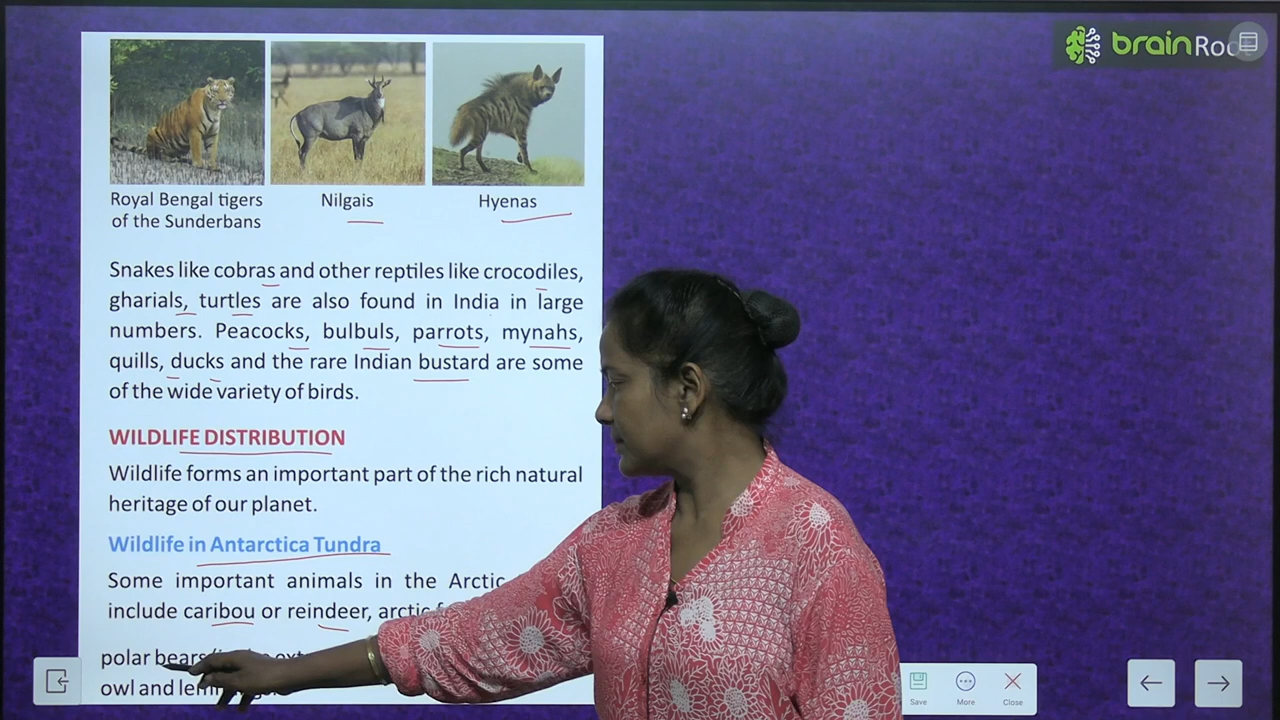 brainRoo
Royal Bengal tigers
of the Sunderbans
Nilgais
Hyenas
Snakes like cobras and other reptiles like crocodiles,
gharials, turtles are also found in India in large
numbers. Peacocks, bulbuls, parrots, mynahs,
quills, ducks and the rare Indian bustard are some
of the wide variety of birds.
WILDLIFE DISTRIBUTION
Wildlife forms an important part of the rich natural
heritage of our planet.
Wildlife in Antarctica Tundra
Some important animals in the Arctic
include caribou or reindeer, arctic
polar bears
owl and
Save
More
Close